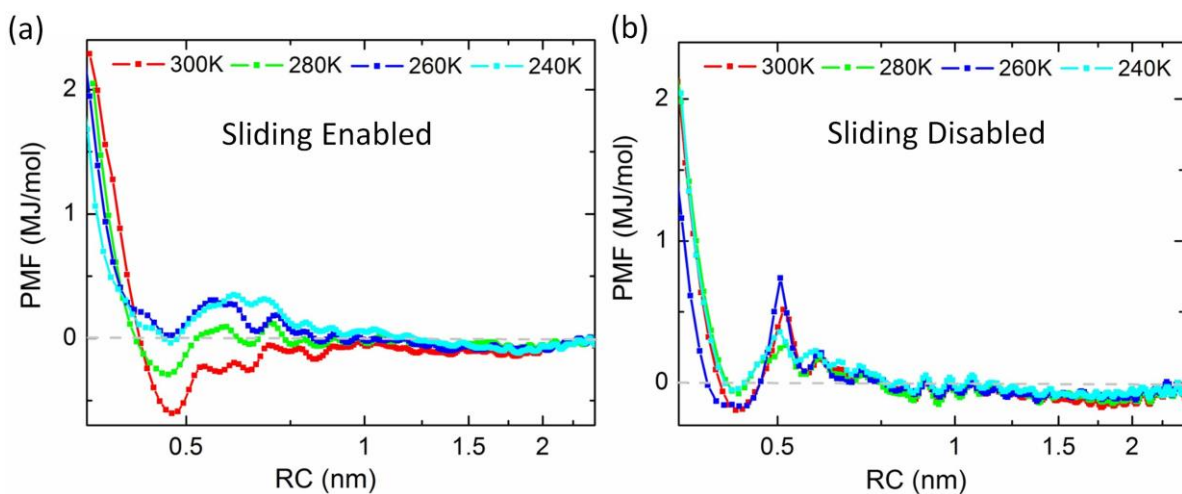 (a)
300K 280K 260K 240K
Sliding Enabled
PMF (MJ/mol)
2
1
0
0.5 1 1.5 2
RC (nm)
(b)
300K 280K 260K 240K
Sliding Disabled
PMF (MJ/mol)
2
1
0
0.5 1 1.5 2
RC (nm)